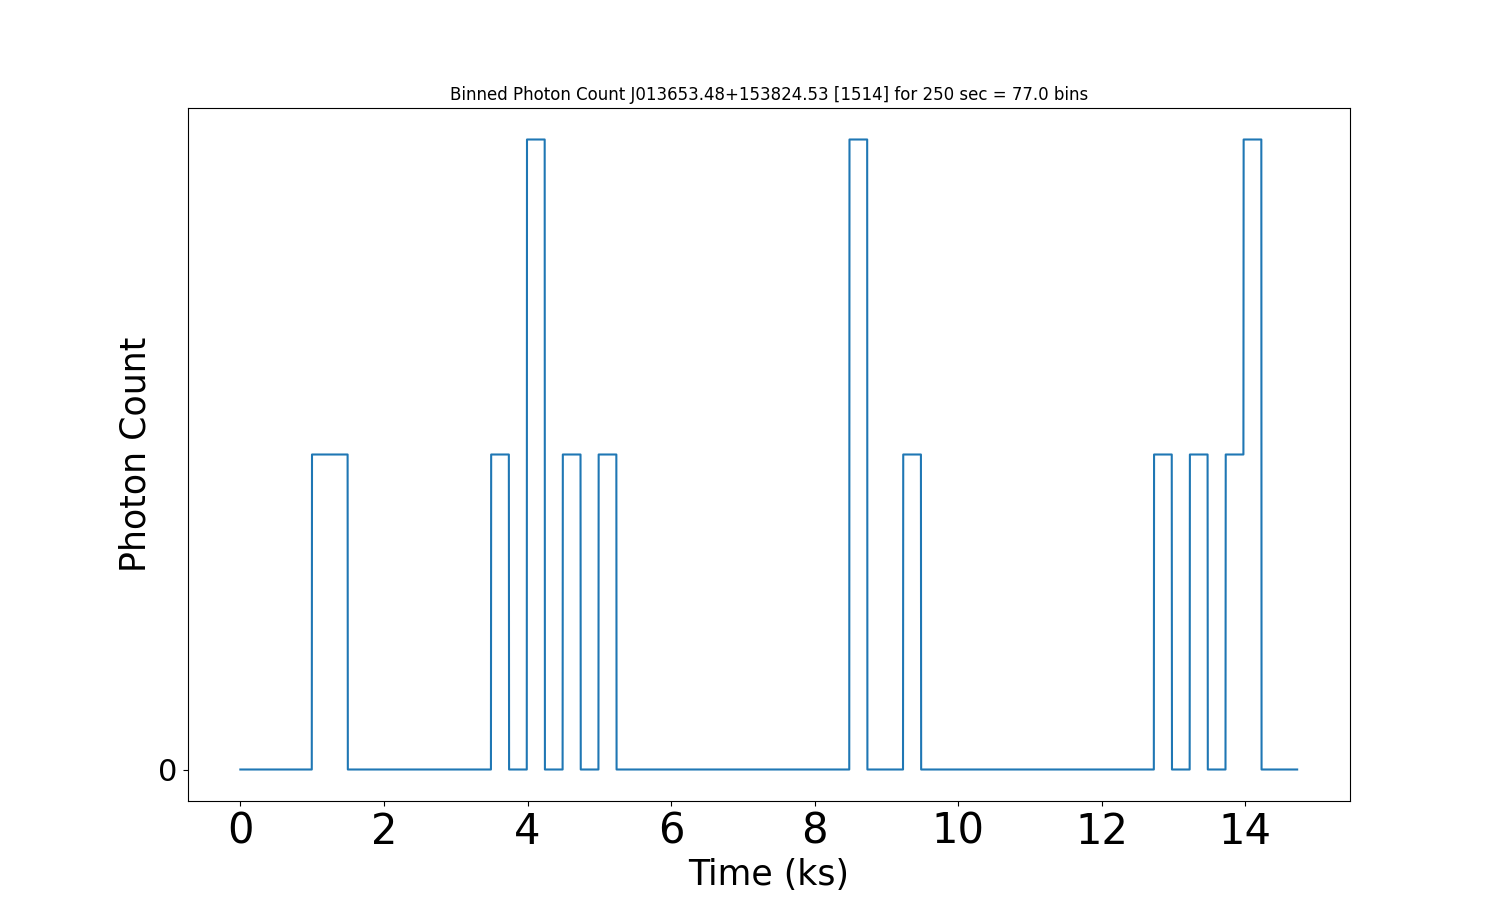 Binned Photon Count J013653.48+153824.53 [1514] for 250 sec = 77.0 bins
Photon Count
0
0 2 4 6 8 10 12 14
Time (ks)